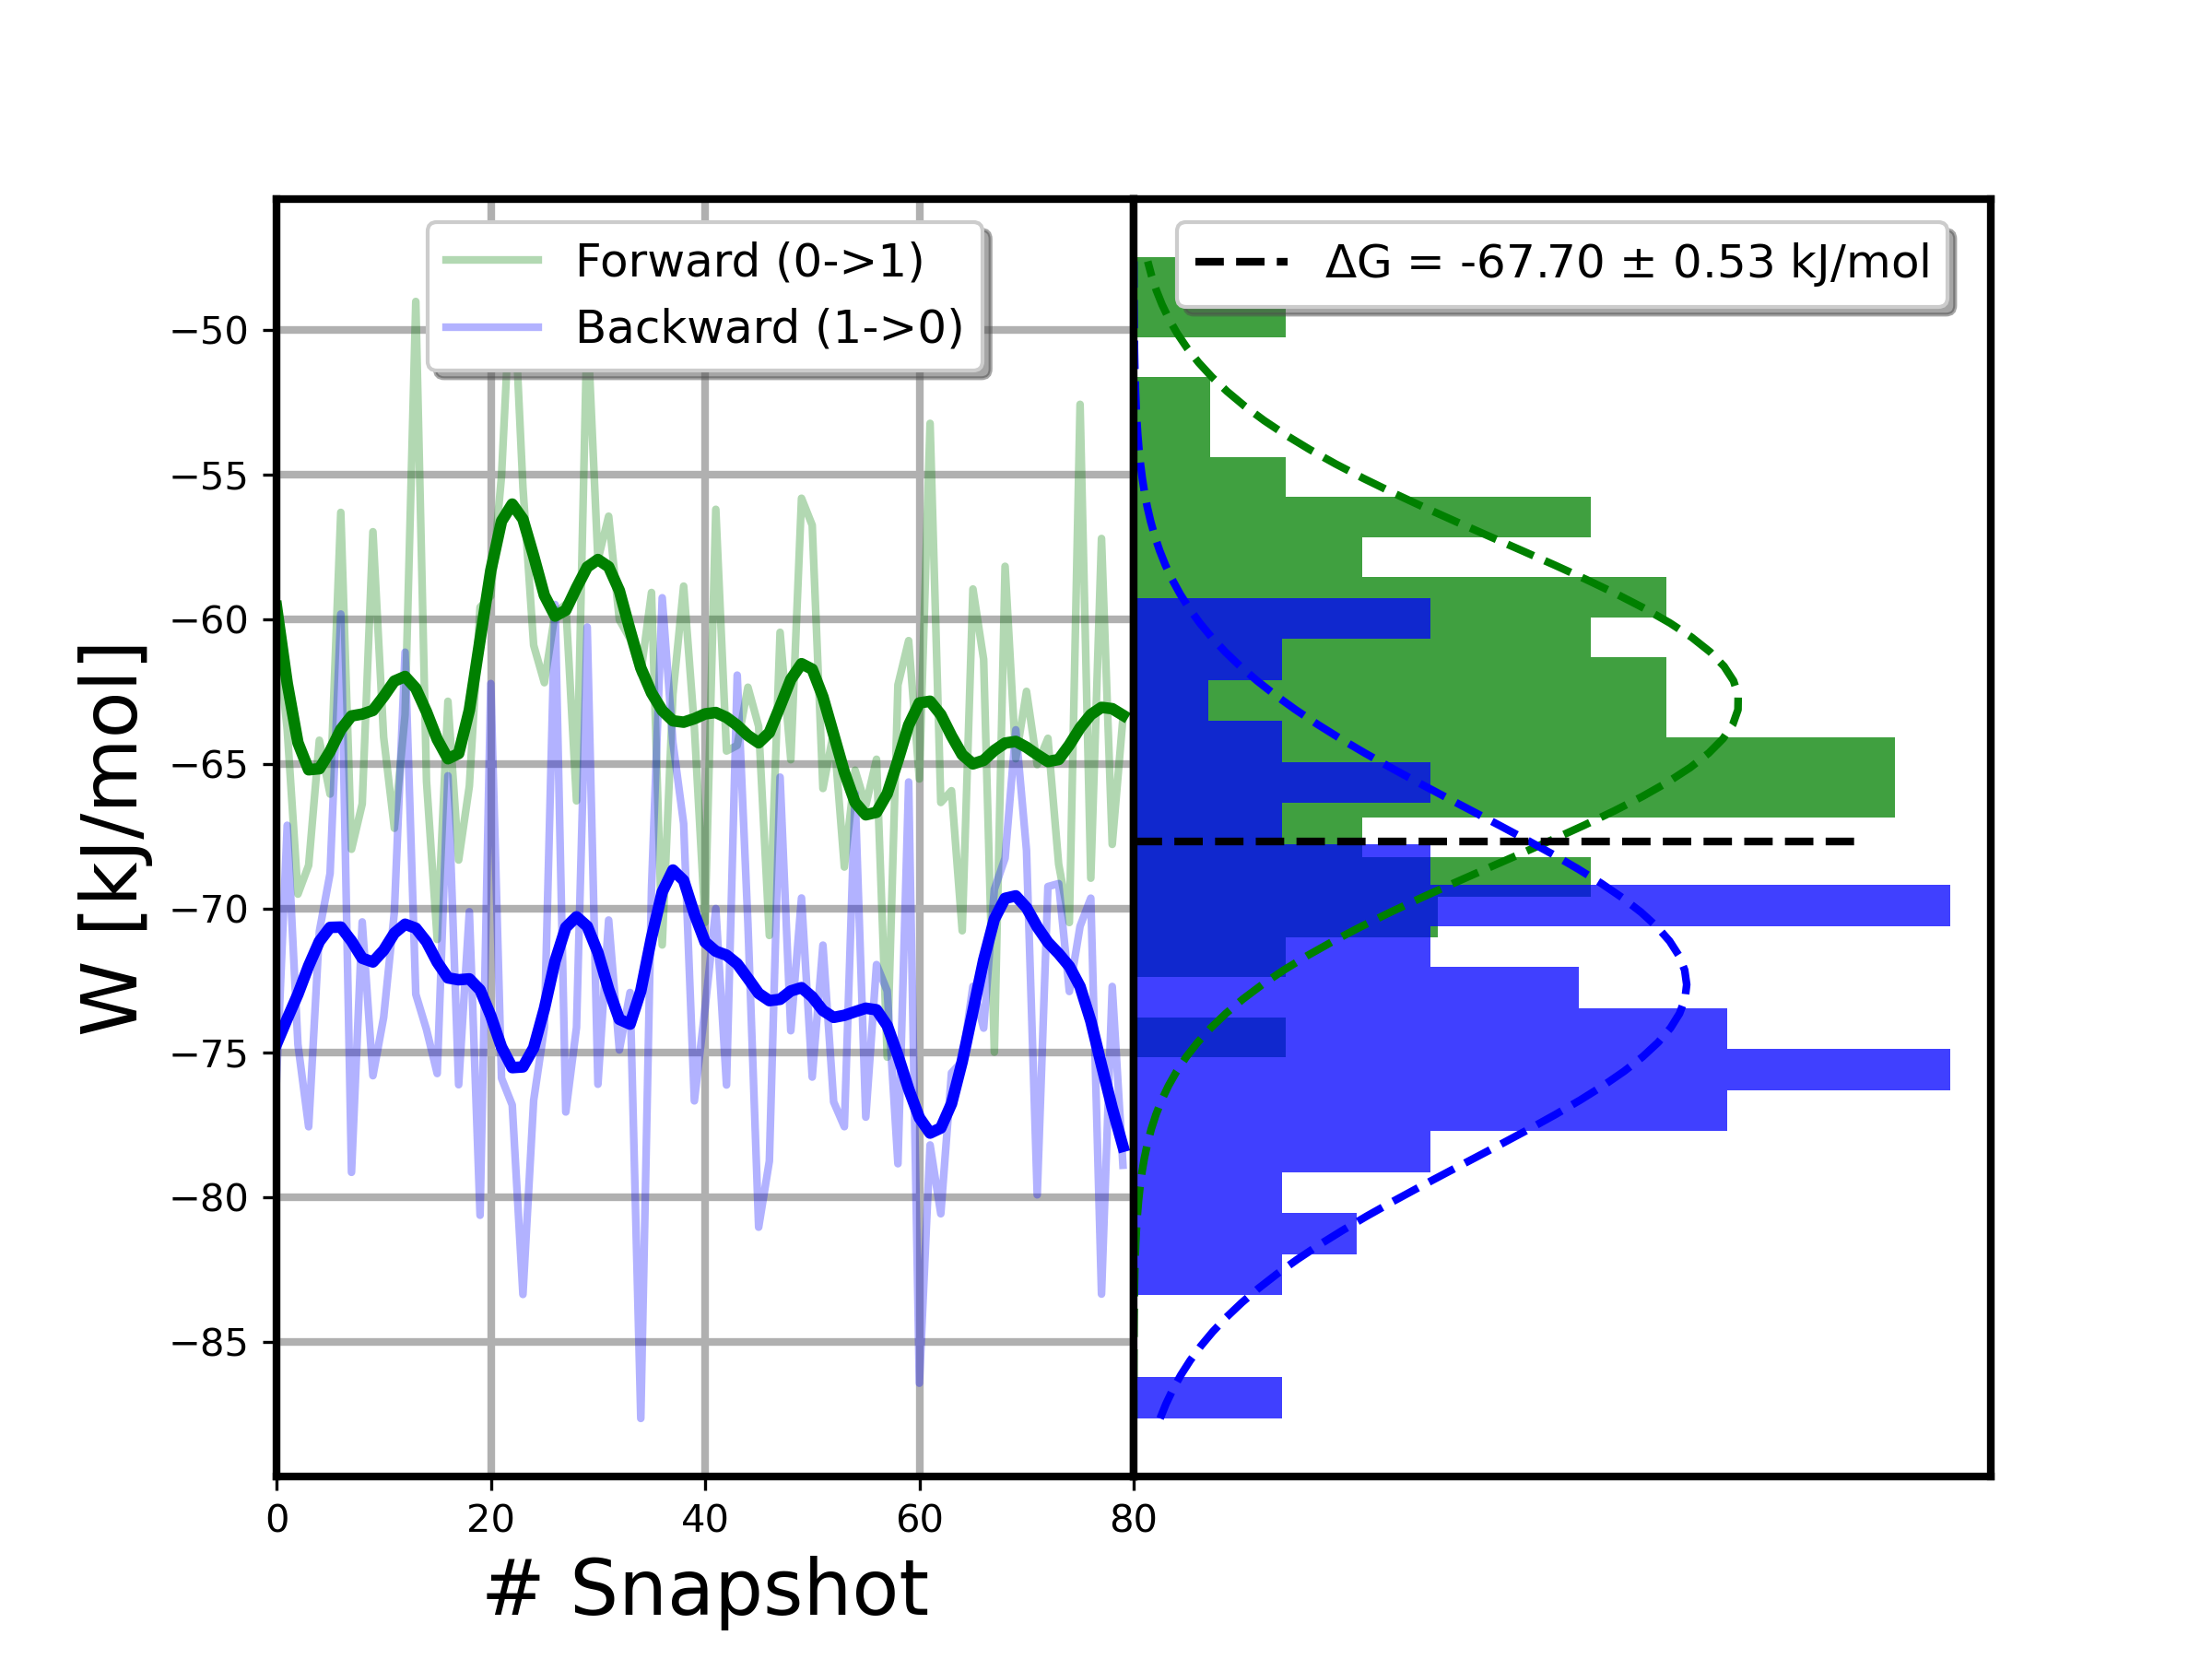 Forward (0->1)
Backward (1->0)
ΔG = -67.70 ± 0.53 kJ/mol
W [kJ/mol]
−50
−55
−60
−65
−70
−75
−80
−85
0 20 40 60 80
# Snapshot